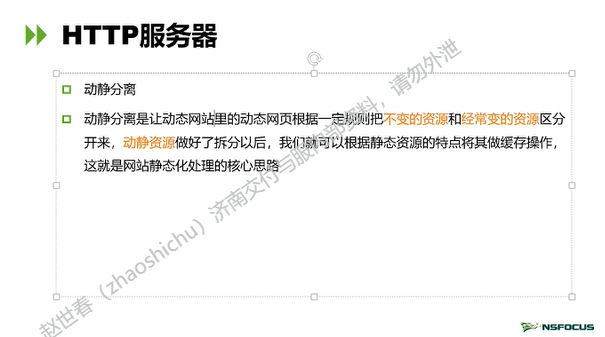 HTTP服务器
动静分离
动静分离是让动态网站里的动态网页根据一定规则把不变的资源和经常变的资源区分
开来，动静资源做好了拆分以后，我们就可以根据静态资源的特点将其做缓存操作，
这就是网站静态化处理的核心思路
赵世春（zhaoshichu）济南交付与服务部资料，请勿外泄
NSFOCUS